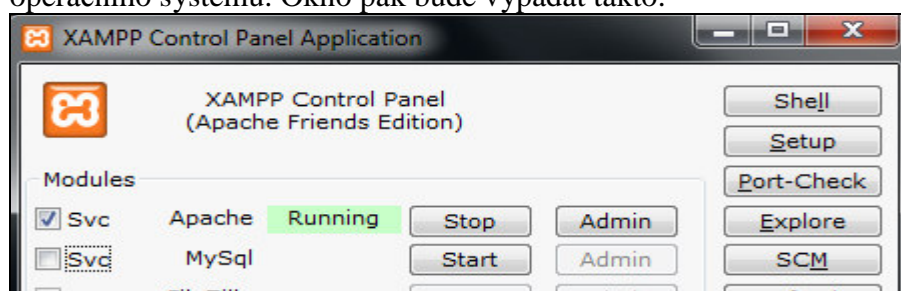 operačního systému. Okno pak bude vypadat takto:
XAMPP Control Panel Application
XAMPP Control Panel
(Apache Friends Edition)
Shell
Setup
Modules
Port-Check
Svc Apache Running Stop Admin Explore
Svc MySql Start Admin SCM